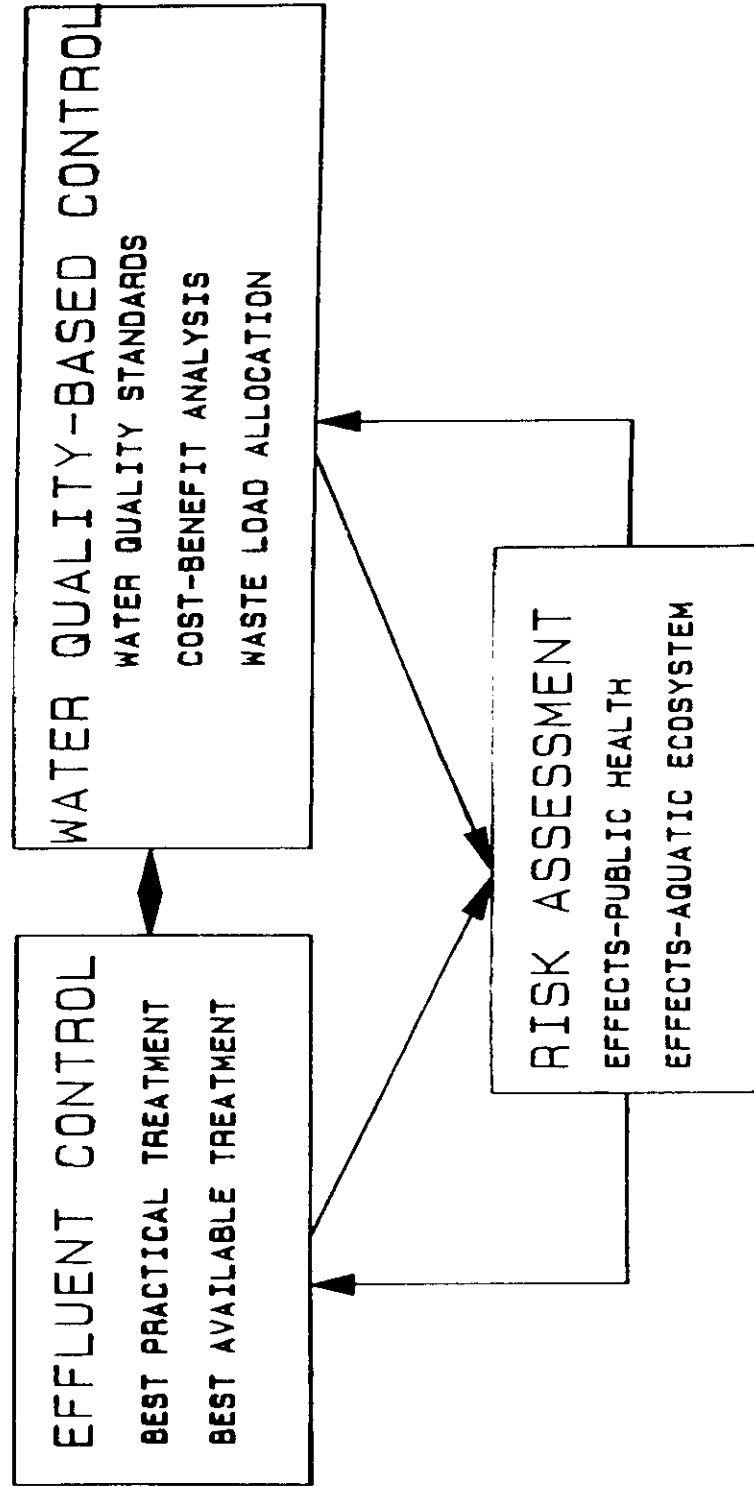 EFFLUENT CONTROL
BEST PRACTICAL TREATMENT
BEST AVAILABLE TREATMENT
WATER QUALITY-BASED CONTROL
WATER QUALITY STANDARDS
COST-BENEFIT ANALYSIS
WASTE LOAD ALLOCATION
RISK ASSESSMENT
EFFECTS-PUBLIC HEALTH
EFFECTS-AQUATIC ECOSYSTEM